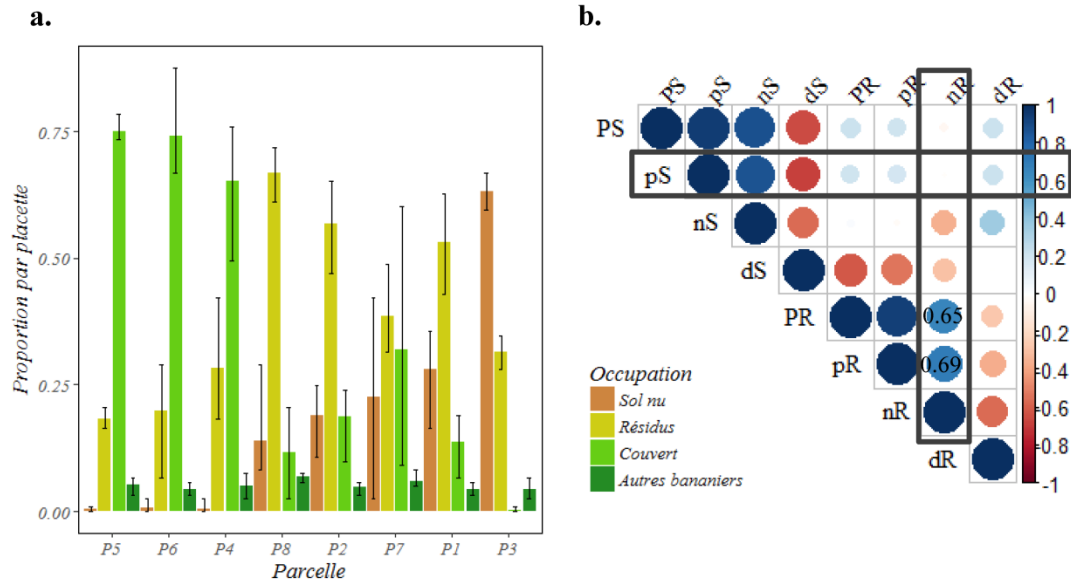 a.
0.75
0.50
0.25
0.00
Proportion par placette
P5 P6 P4 P8 P2 P7 P1 P3
Parcelle
Occupation
Sol nu
Résidus
Couvert
Autres bananiers
b.
PS pS nS dS PR pR nR dR
PS
pS
nS
dS
PR 0.65
pR 0.69
nR
dR
1
0.8
0.6
0.4
0.2
0
-0.2
-0.4
-0.6
-0.8
-1